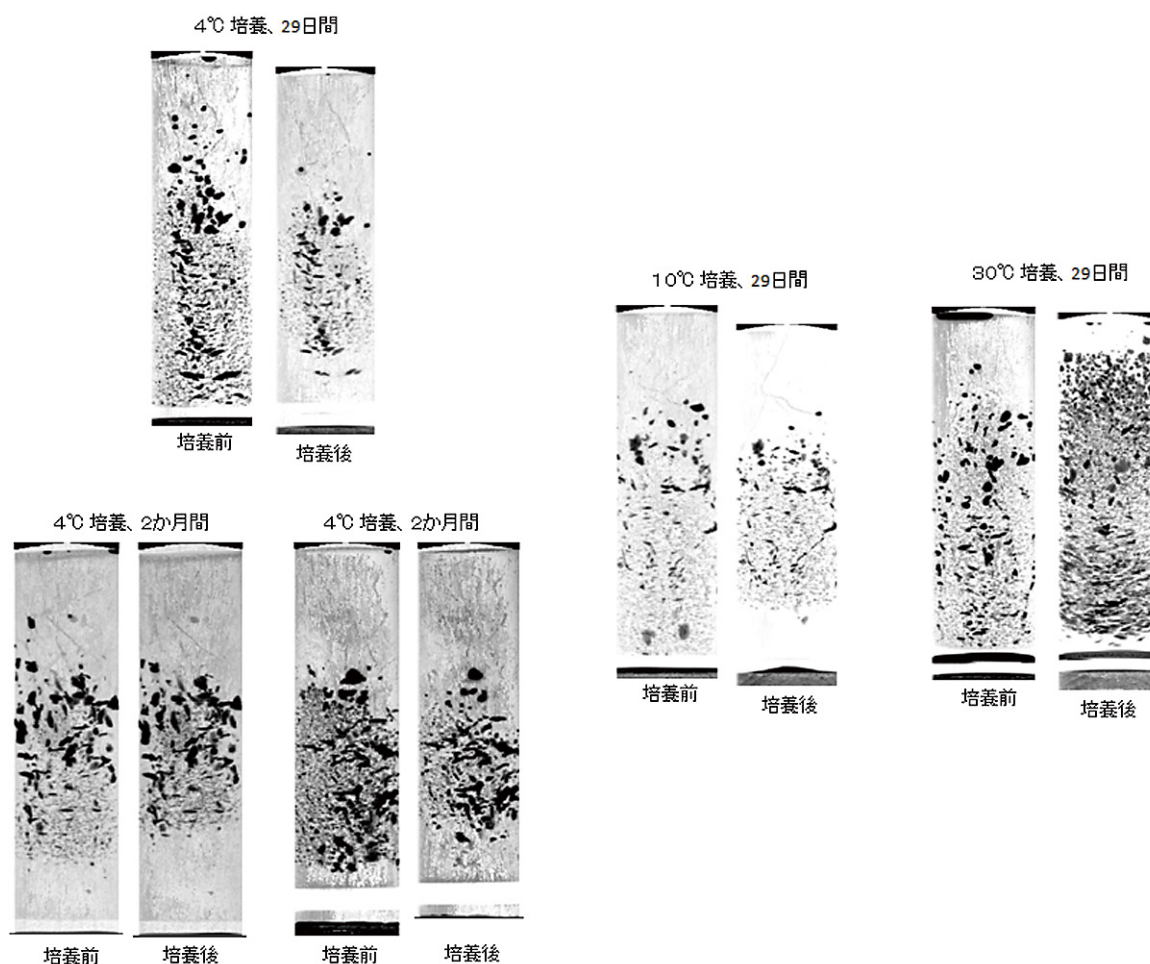 4℃ 培養、29日間
培養前
培養後
10℃ 培養、29日間
培養前
培養後
30℃ 培養、29日間
培養前
培養後
4℃ 培養、2か月間
培養前
培養後
4℃ 培養、2か月間
培養前
培養後